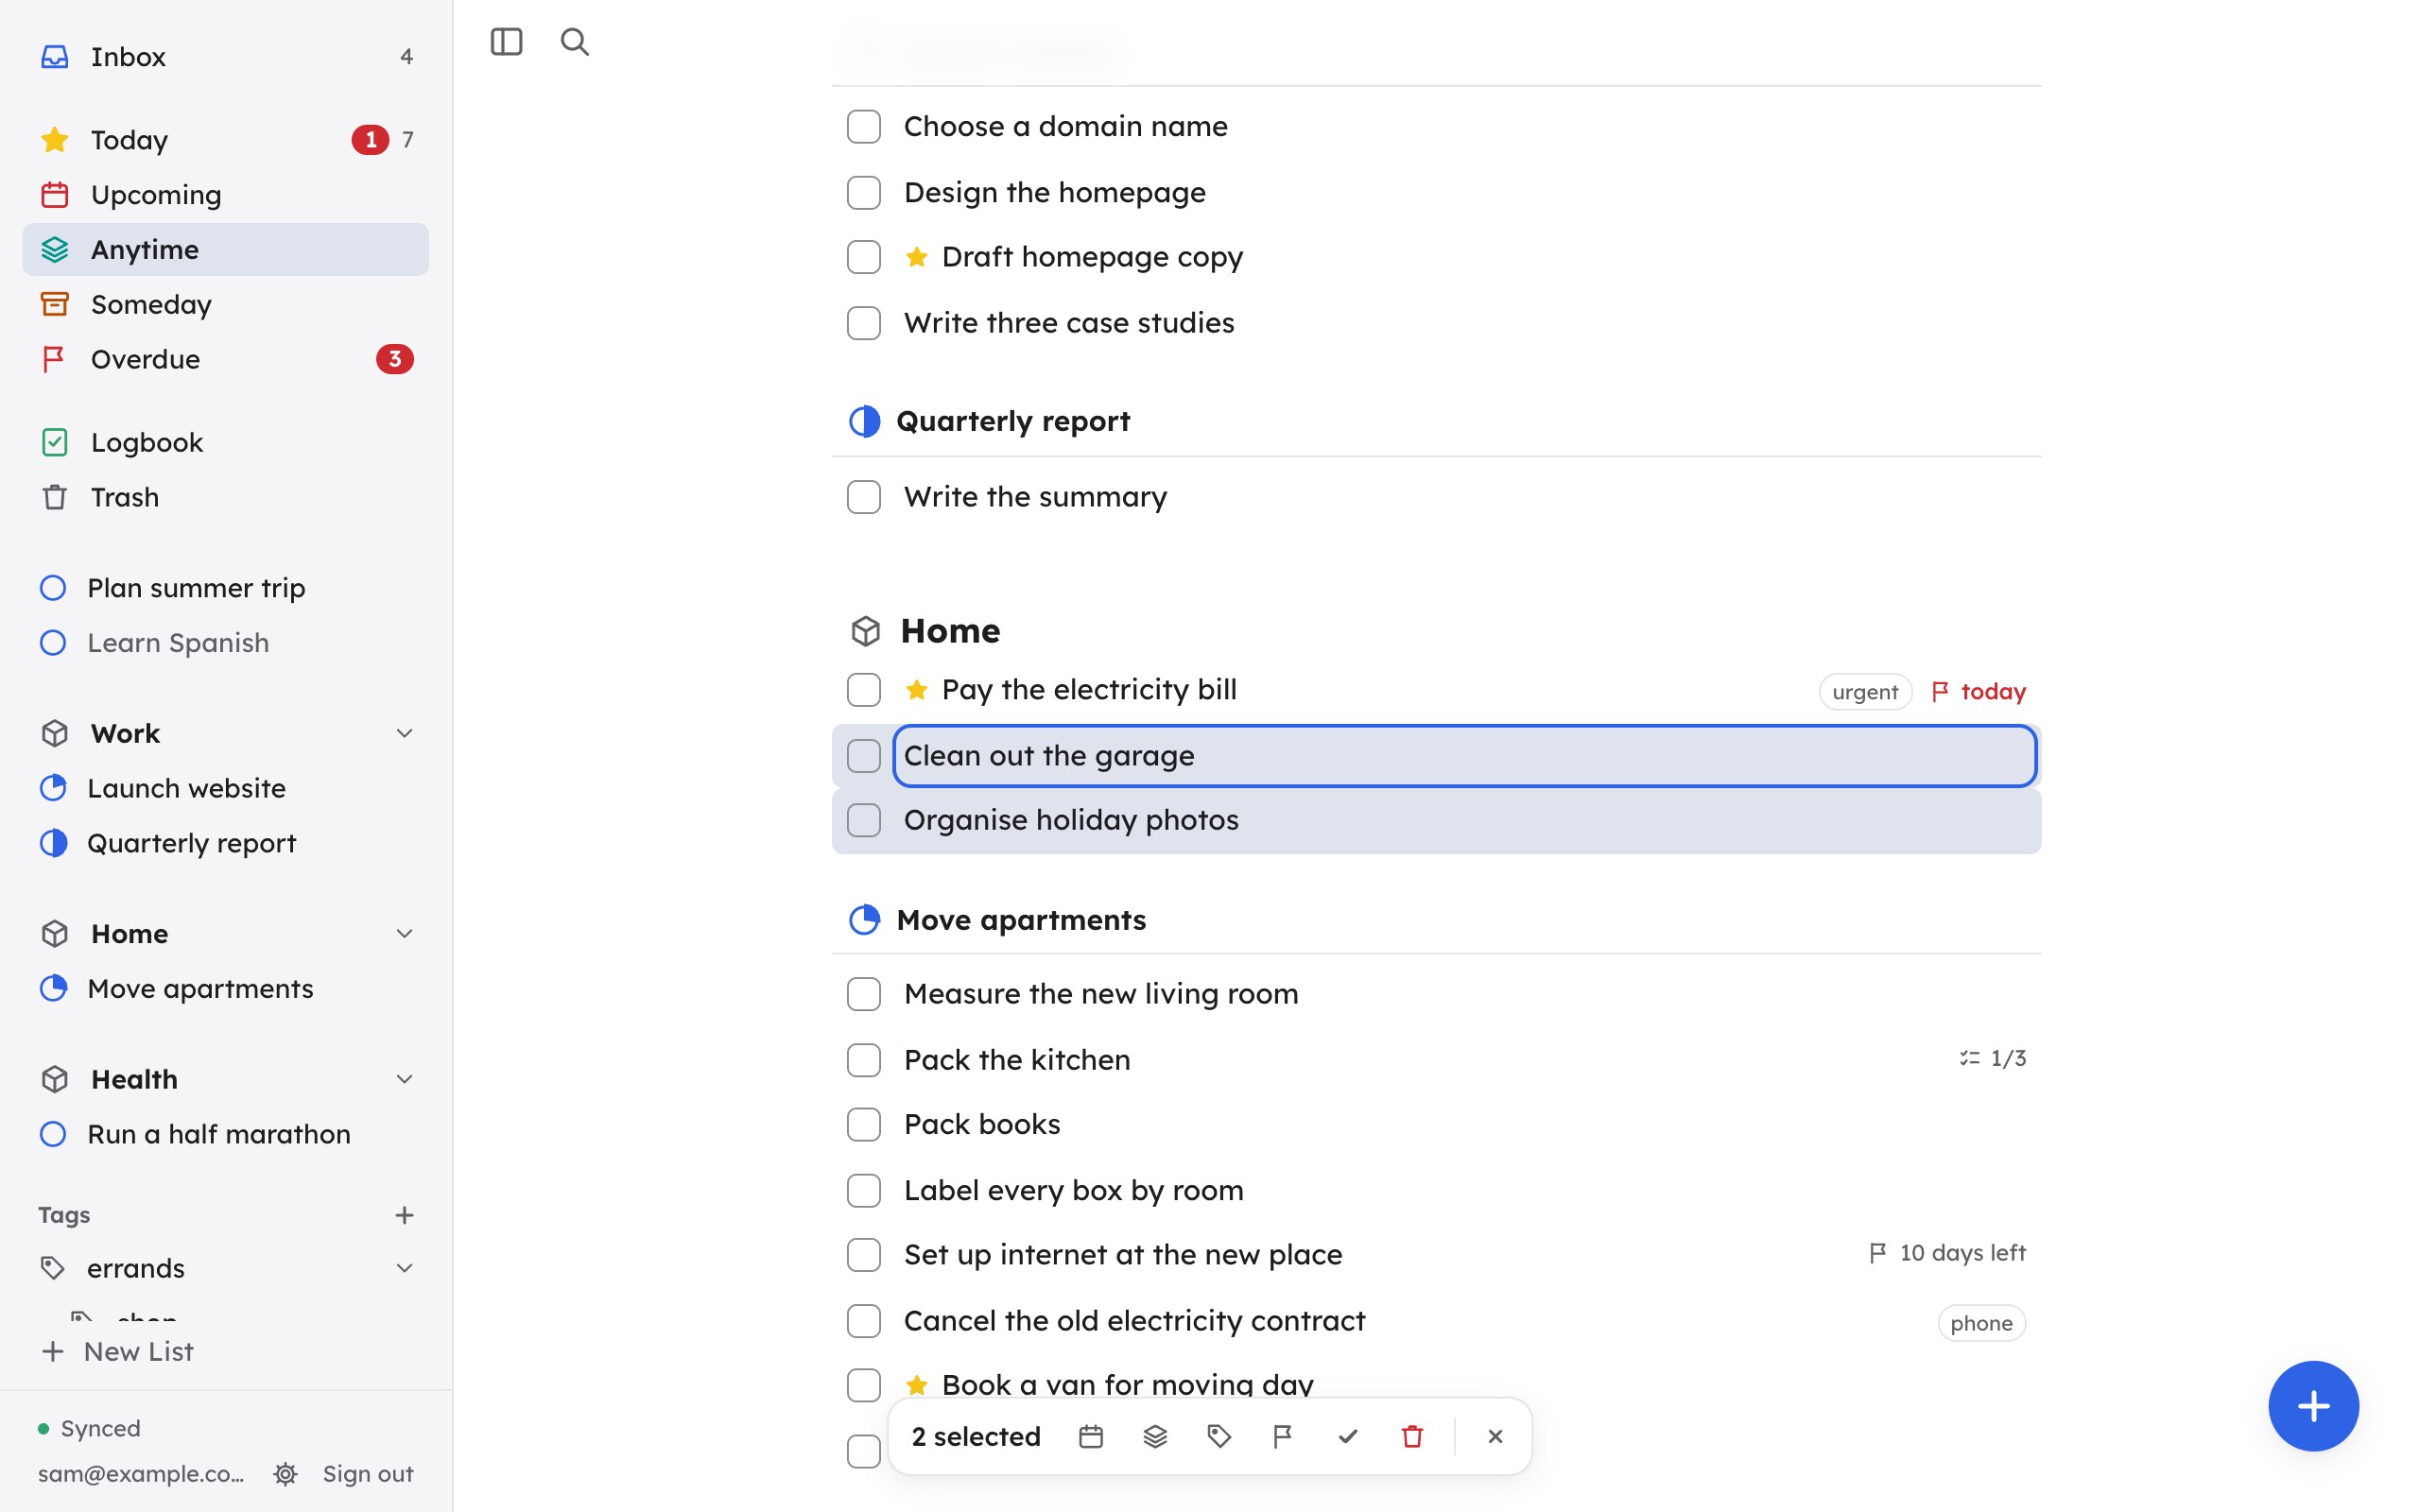 Inbox 4
Today 1 7
Upcoming
Anytime
Someday
Overdue 3
Logbook
Trash
Plan summer trip
Learn Spanish
Work
Launch website
Quarterly report
Home
Move apartments
Health
Run a half marathon
Tags
errands
shop
New List
Synced
sam@example.co...
Sign out
Choose a domain name
Design the homepage
Draft homepage copy
Write three case studies
Quarterly report
Write the summary
Home
Pay the electricity bill urgent today
Clean out the garage
Organise holiday photos
Move apartments
Measure the new living room
Pack the kitchen 1/3
Pack books
Label every box by room
Set up internet at the new place 10 days left
Cancel the old electricity contract phone
Book a van for moving day
2 selected